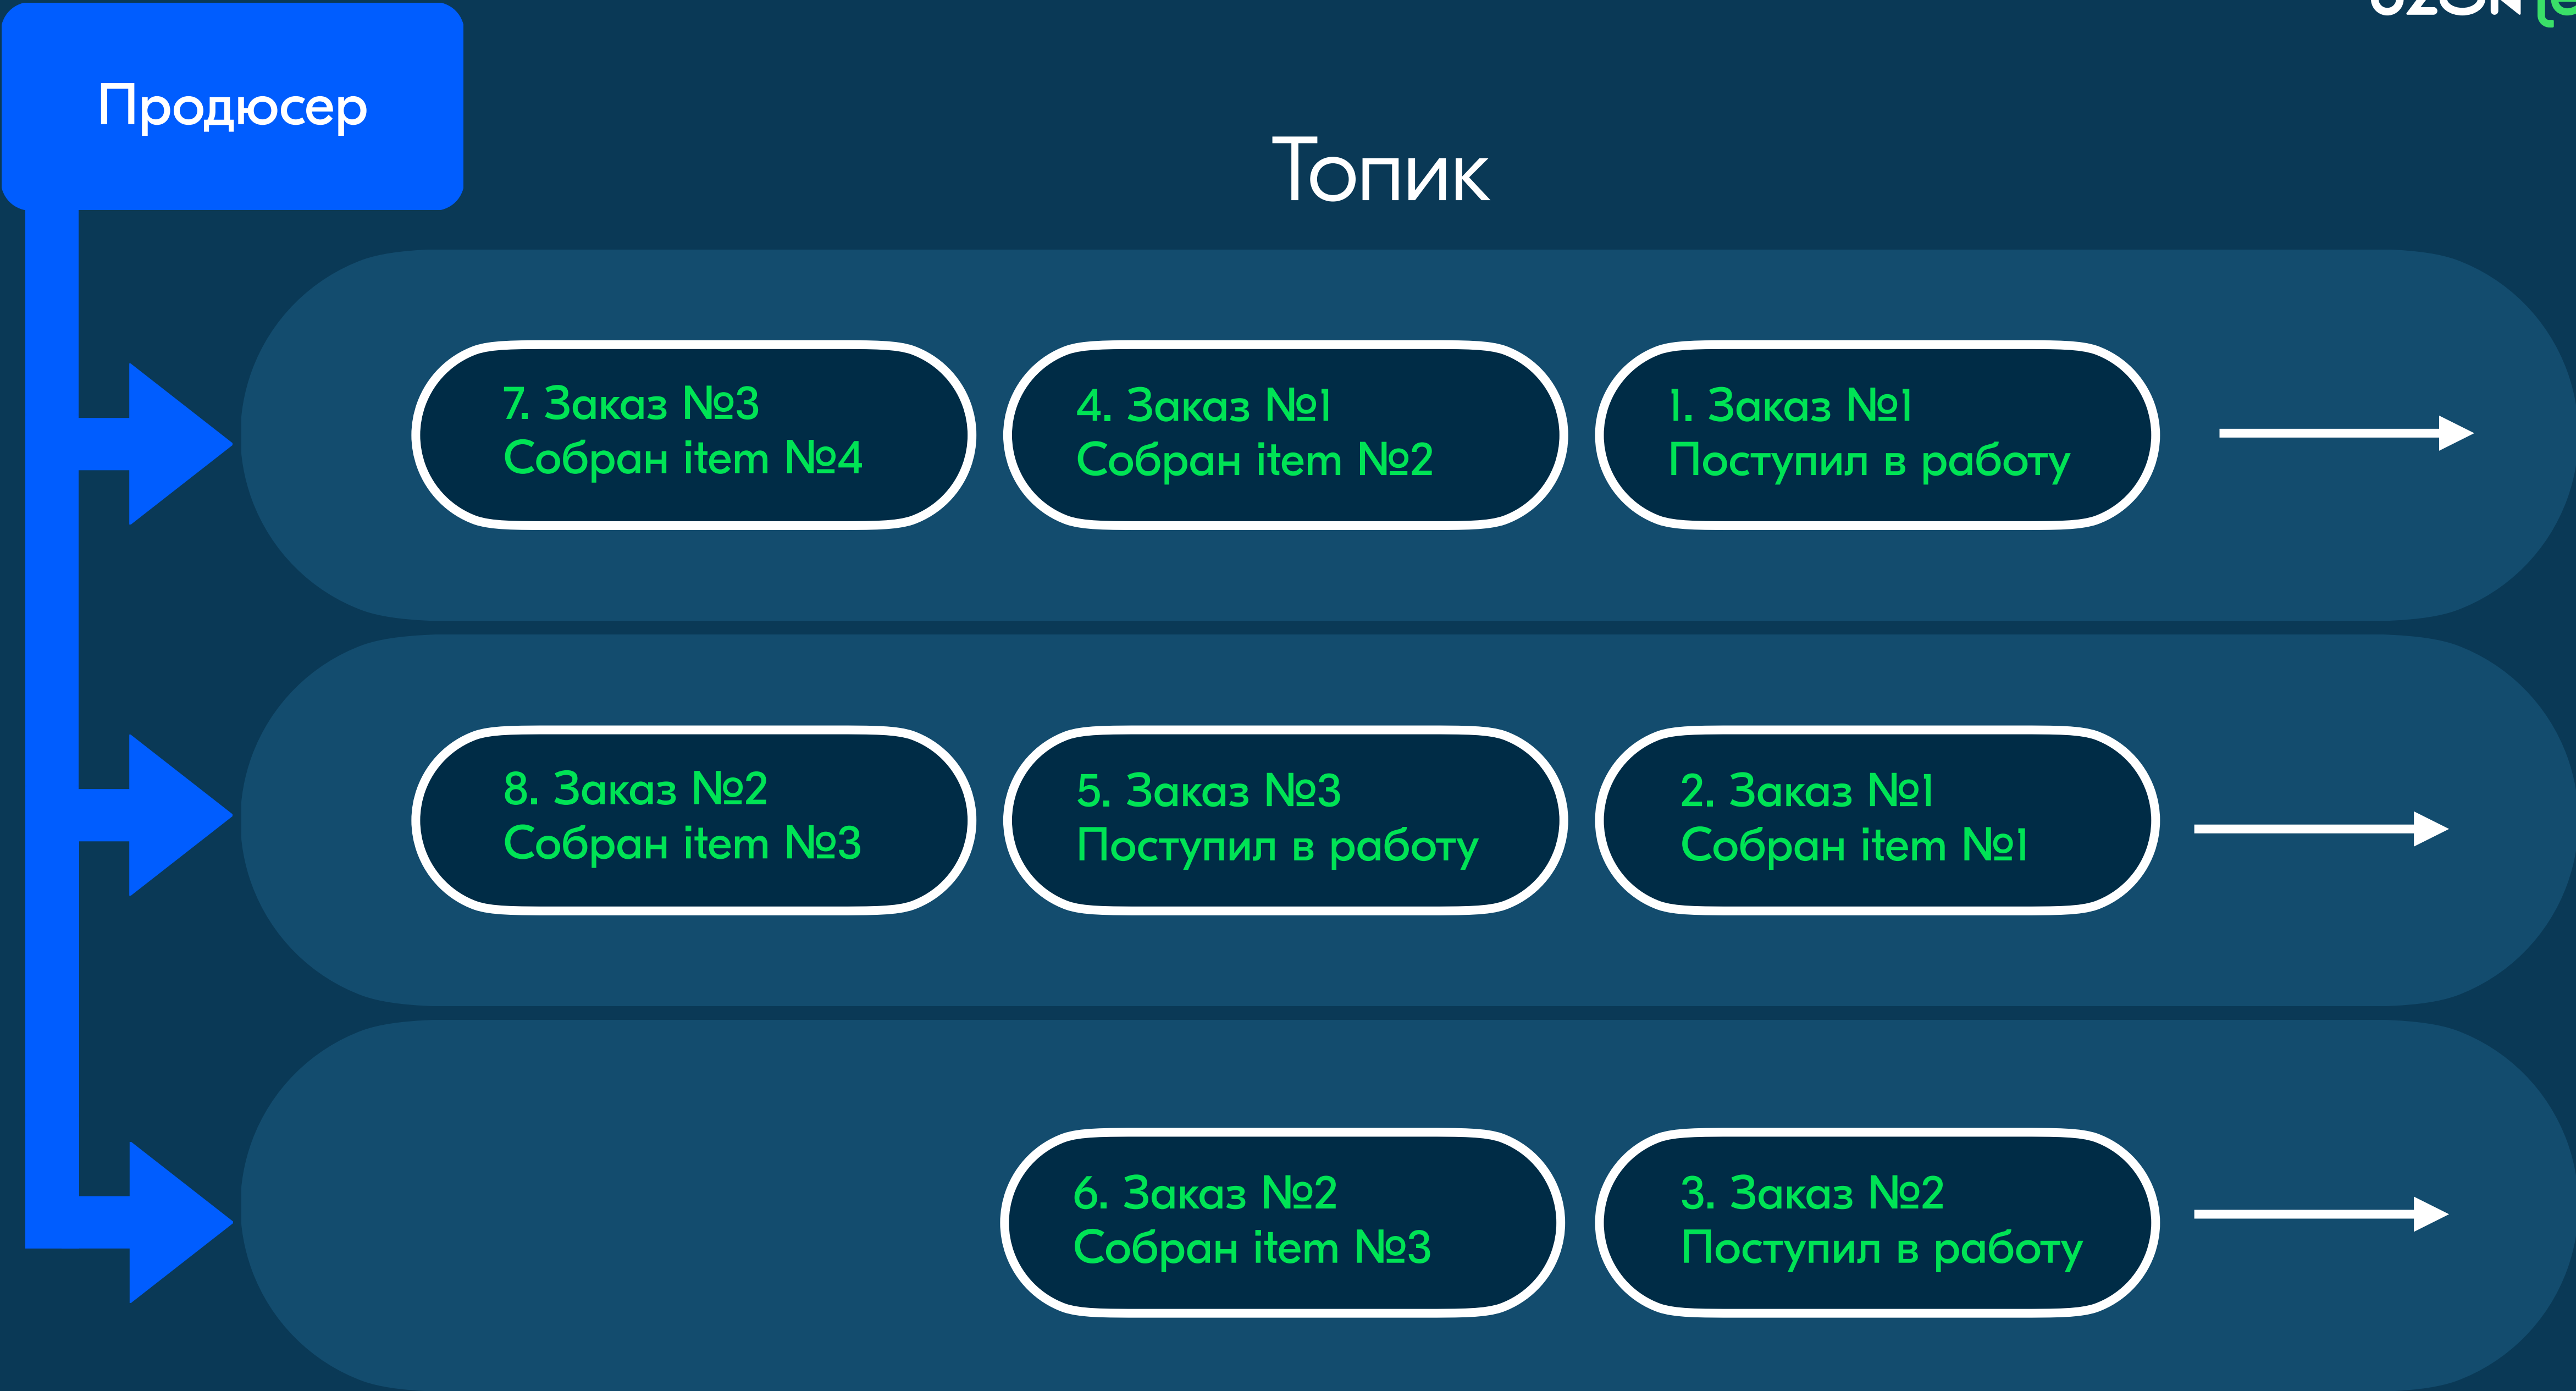 Продюсер
Топик
7. Заказ №3
Собран item №4
4. Заказ №1
Собран item №2
1. Заказ №1
Поступил в работу
8. Заказ №2
Собран item №3
5. Заказ №3
Поступил в работу
2. Заказ №1
Собран item №1
6. Заказ №2
Собран item №3
3. Заказ №2
Поступил в работу